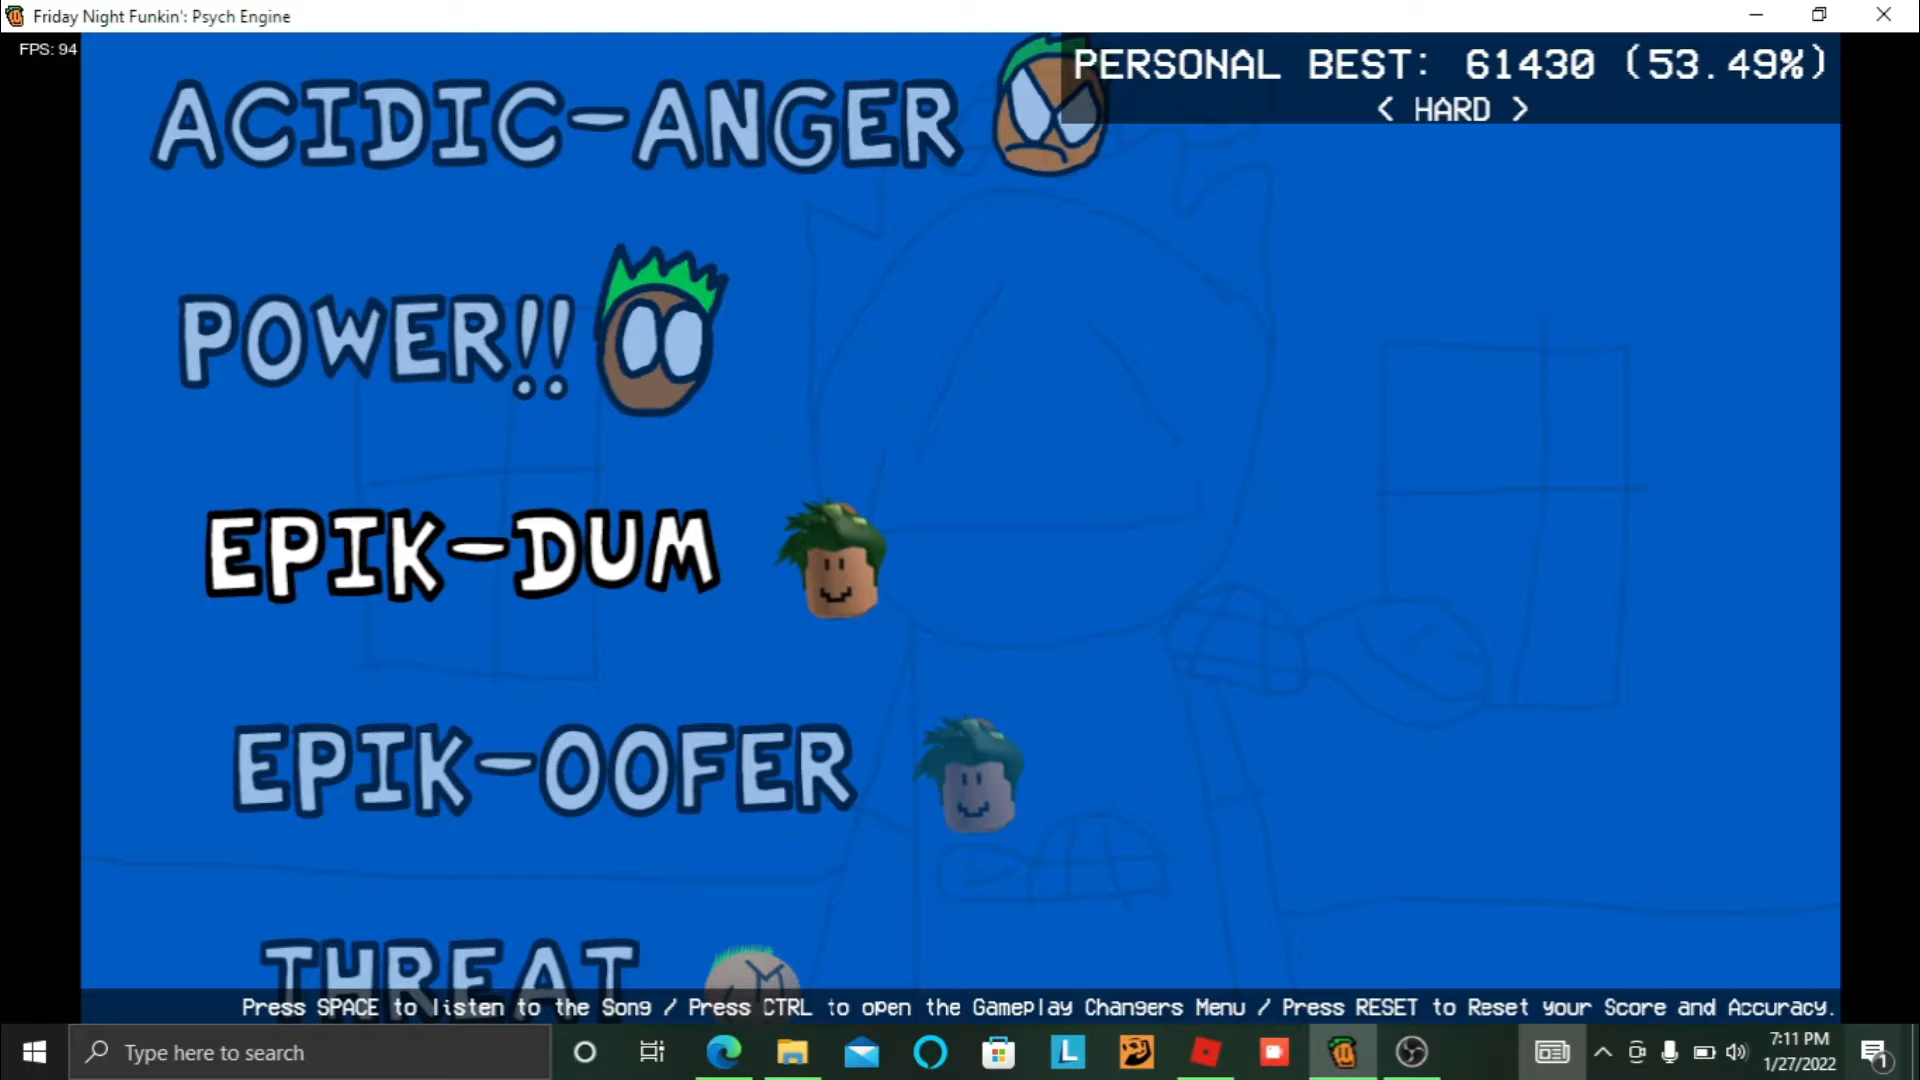 Friday Night Funkin': Psych Engine
FPS: 94
PERSONAL BEST: 61430 (53.49%)
< HARD >
ACIDIC-ANGER
POWER!!
EPIK-DUM
EPIK-OOFER
THREAT
Press SPACE to listen to the Song / Press CTRL to open the Gameplay Changers Menu / Press RESET to Reset your Score and Accuracy.
Type here to search
L
7:11 PM
1/27/2022
1